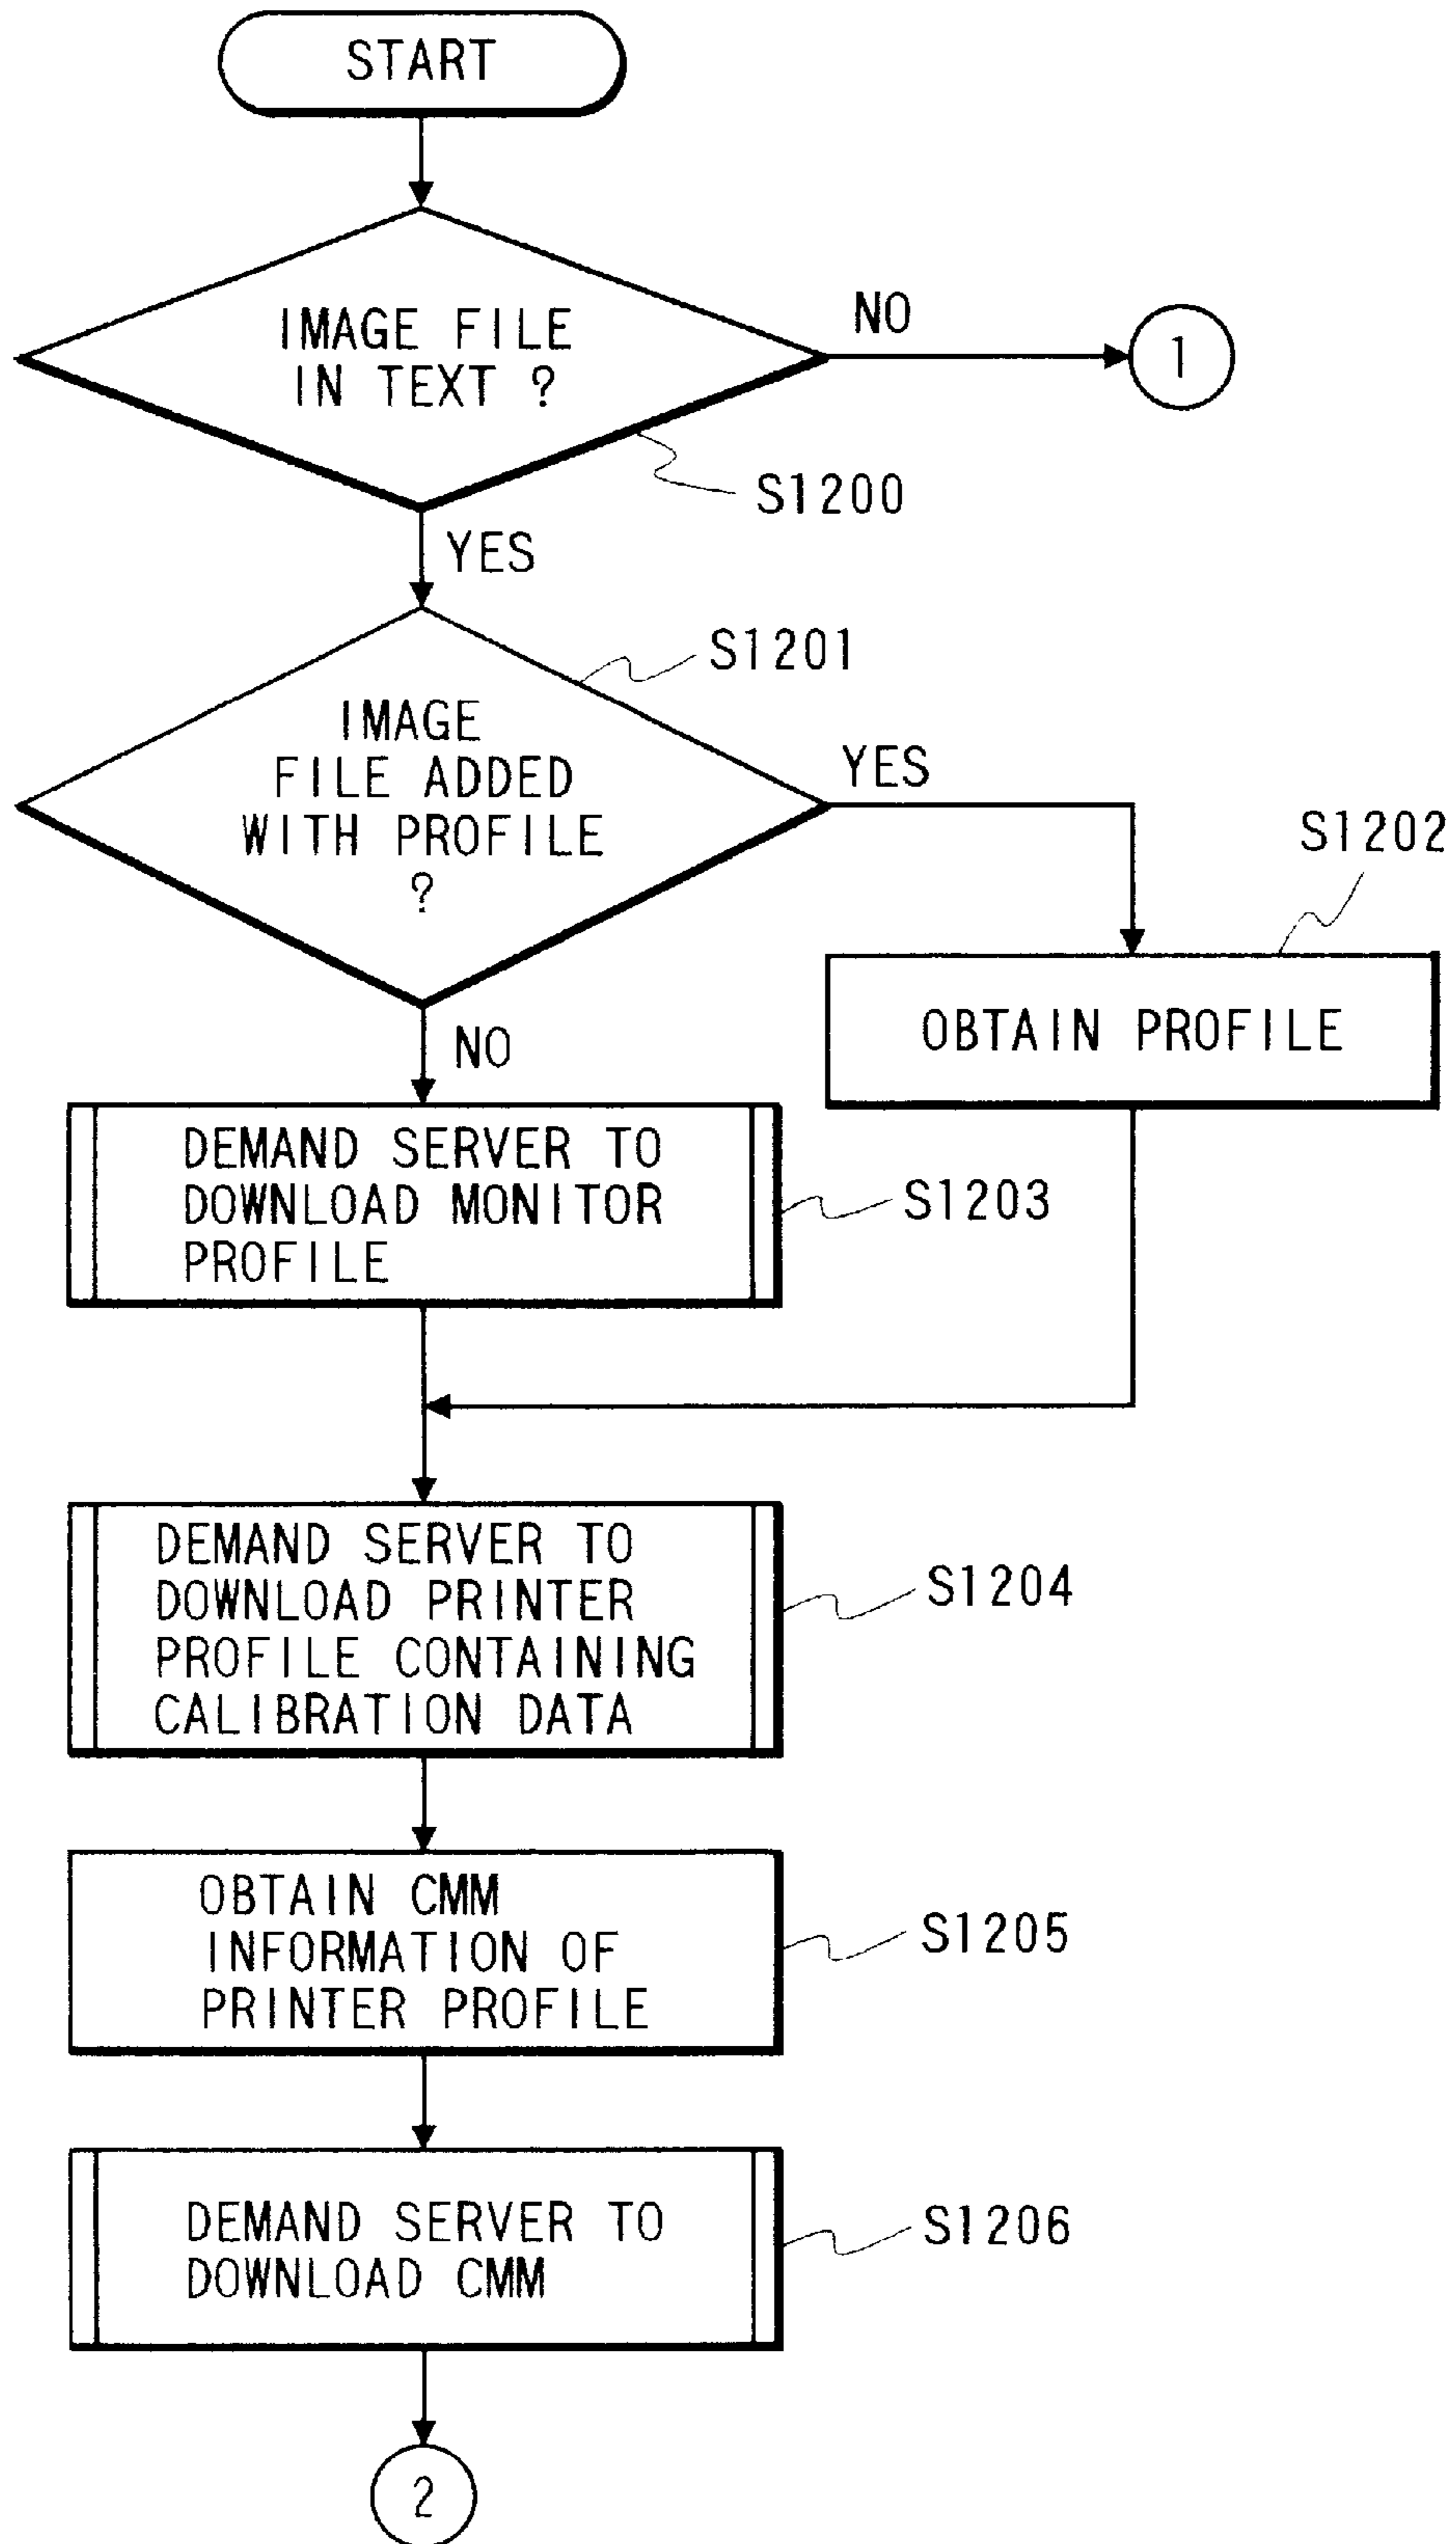 START
IMAGE FILE
IN TEXT ?
NO
1
S1200
YES
S1201
IMAGE
FILE ADDED
WITH PROFILE
?
YES
S1202
OBTAIN PROFILE
NO
DEMAND SERVER TO
DOWNLOAD MONITOR
PROFILE
S1203
DEMAND SERVER TO
DOWNLOAD PRINTER
PROFILE CONTAINING
CALIBRATION DATA
S1204
OBTAIN CMM
INFORMATION OF
PRINTER PROFILE
S1205
DEMAND SERVER TO
DOWNLOAD CMM
S1206
2